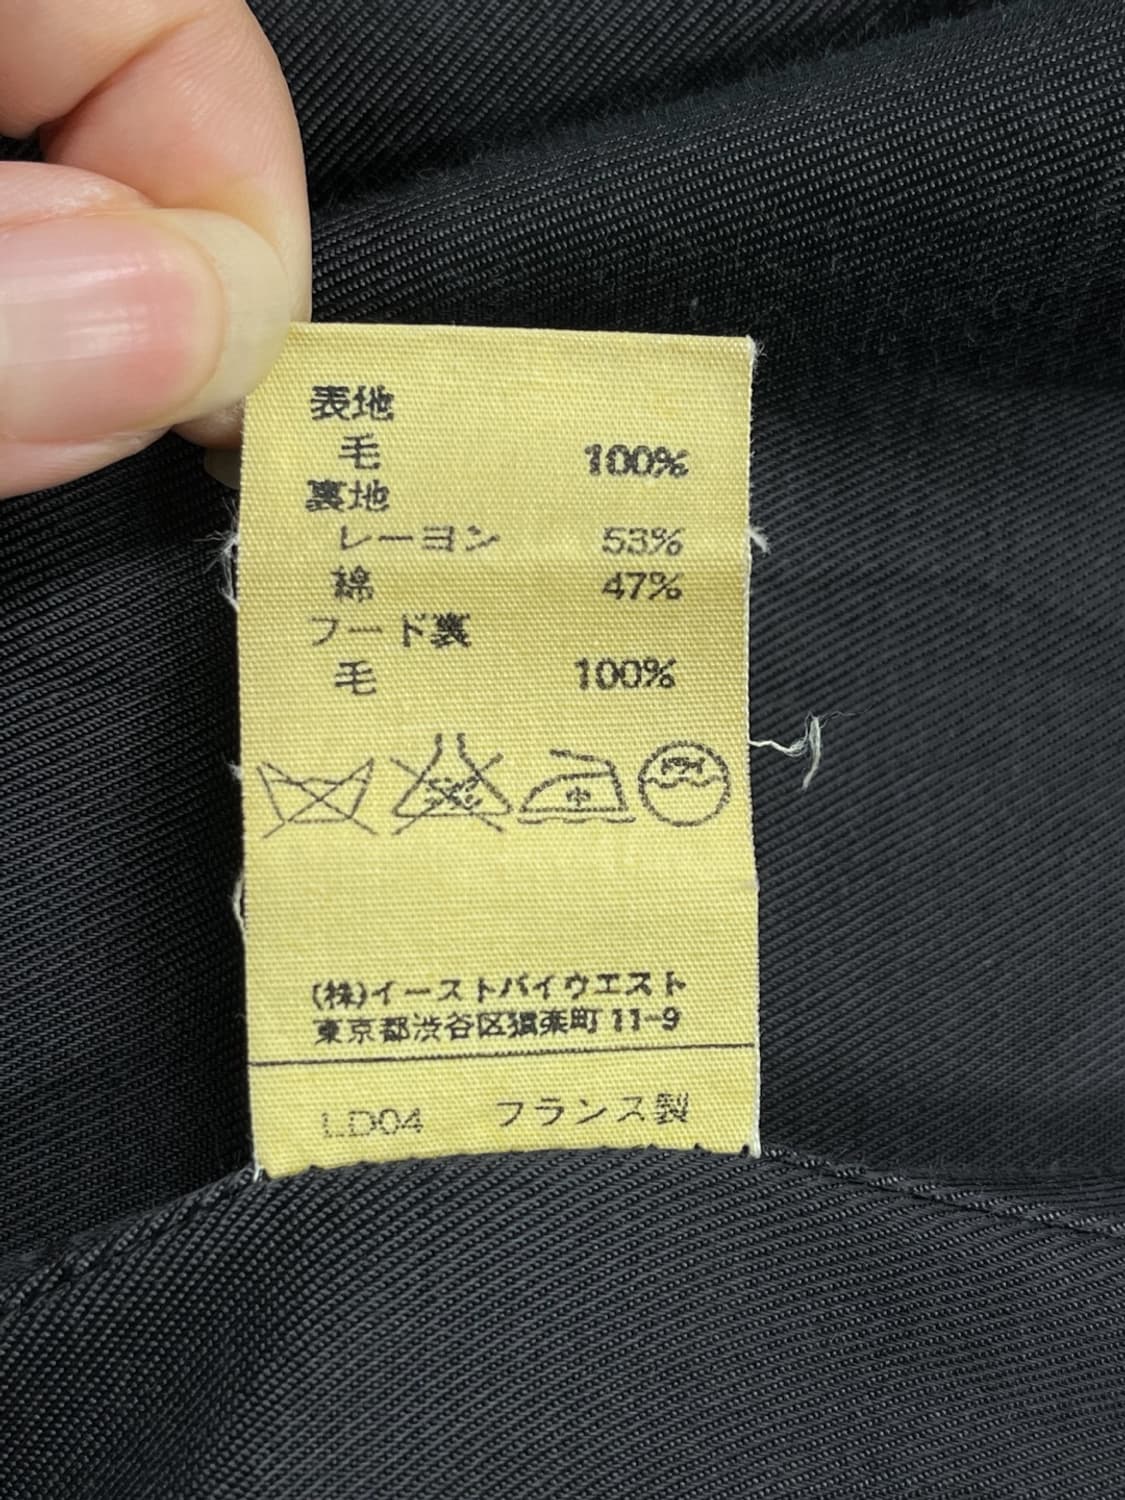 表地
毛 100%
裏地
レーヨン 53%
綿 47%
フード裏
毛 100%
中
(株)イーストバイウエスト
東京都渋谷区猿楽町 11-9
LD04 フランス製